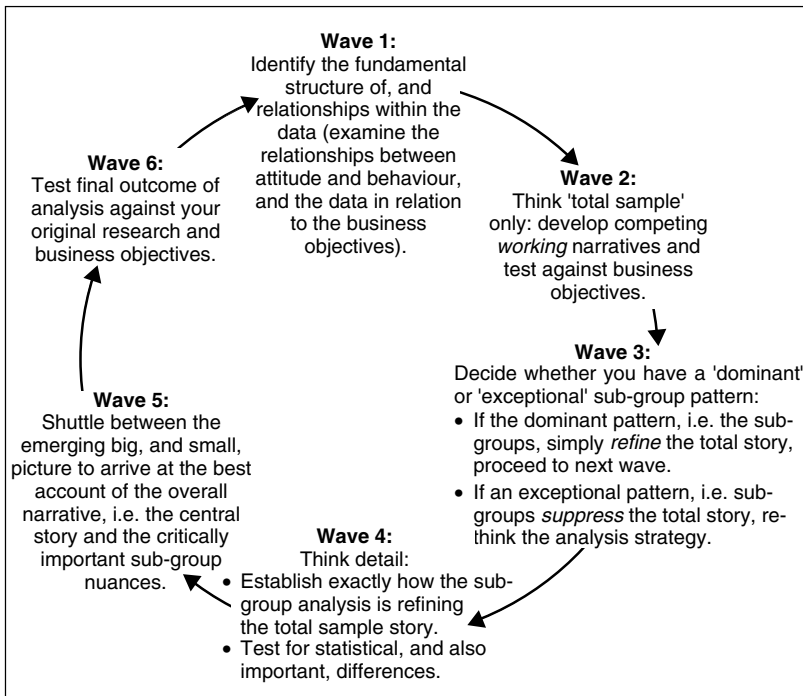 Wave 1:
Identify the fundamental
structure of, and
relationships within the
data (examine the
relationships between
attitude and behaviour,
and the data in relation
to the business
objectives).
Wave 2:
Think 'total sample'
only: develop competing
working narratives and
test against business
objectives.
Wave 3:
Decide whether you have a 'dominant'
or 'exceptional' sub-group pattern:
• If the dominant pattern, i.e. the sub-
groups, simply refine the total story,
proceed to next wave.
• If an exceptional pattern, i.e. sub-
groups suppress the total story, re-
think the analysis strategy.
Wave 4:
Think detail:
• Establish exactly how the sub-
group analysis is refining
the total sample story.
• Test for statistical, and also
important, differences.
Wave 5:
Shuttle between the
emerging big, and small,
picture to arrive at the best
account of the overall
narrative, i.e. the central
story and the critically
important sub-group
nuances.
Wave 6:
Test final outcome of
analysis against your
original research and
business objectives.